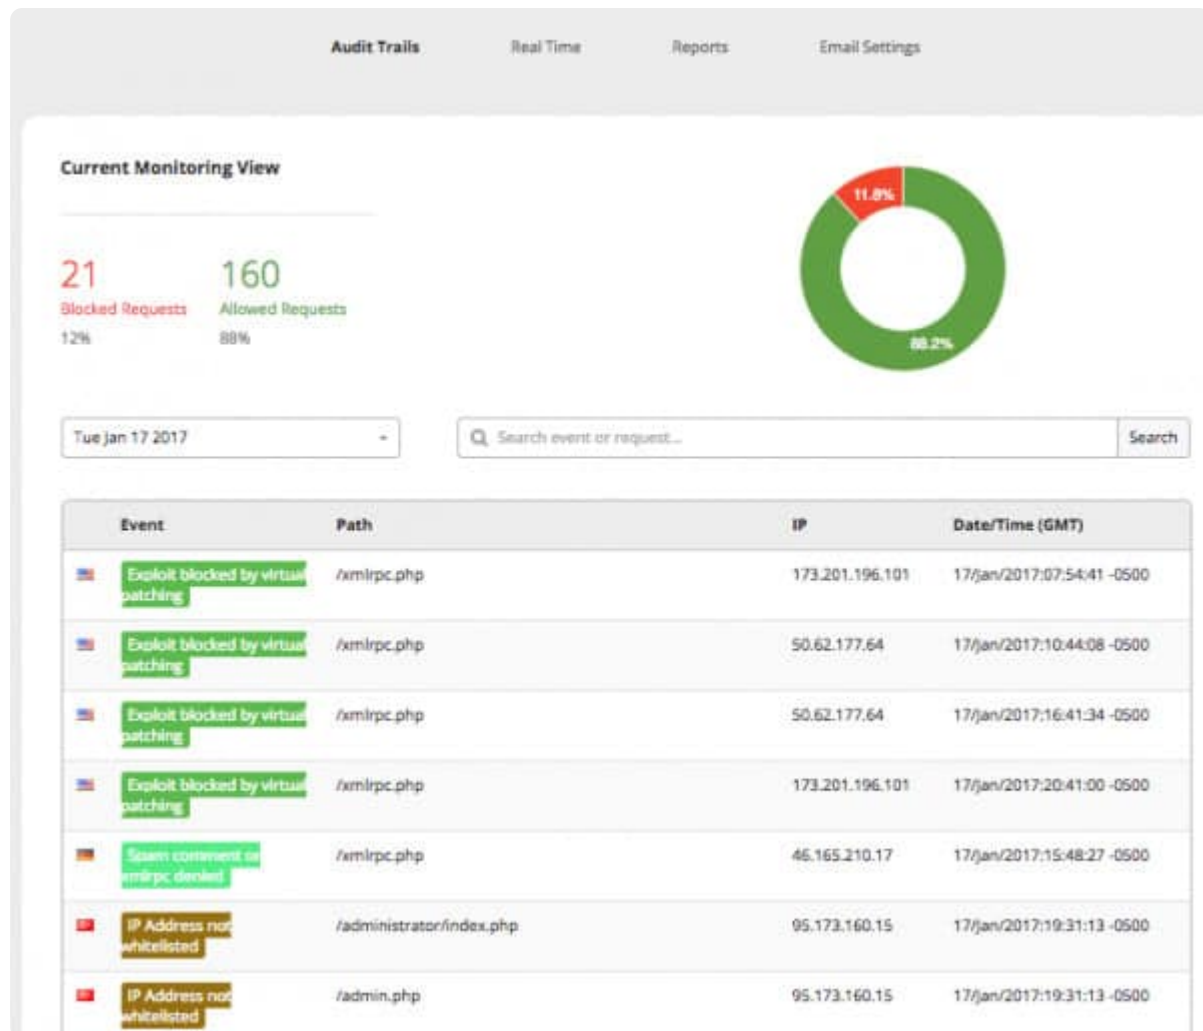 Audit Trails Real Time Reports Email Settings
Current Monitoring View
11.8%
88.2%
21 160
Blocked Requests Allowed Requests
12% 88%
Tue Jan 17 2017
Search event or request...
Search
Event Path IP Date/Time (GMT)
Exploit blocked by virtual /xmlrpc.php 173.201.196.101 17/Jan/2017:07:54:41 -0500
patching
Exploit blocked by virtual /xmlrpc.php 50.62.177.64 17/Jan/2017:10:44:08 -0500
patching
Exploit blocked by virtual /xmlrpc.php 50.62.177.64 17/Jan/2017:16:41:34 -0500
patching
Exploit blocked by virtual /xmlrpc.php 173.201.196.101 17/Jan/2017:20:41:00 -0500
patching
Spam comment or /xmlrpc.php 46.165.210.17 17/Jan/2017:15:48:27 -0500
xmlrpc denied
IP Address not /administrator/index.php 95.173.160.15 17/Jan/2017:19:31:13 -0500
whitelisted
IP Address not /admin.php 95.173.160.15 17/Jan/2017:19:31:13 -0500
whitelisted